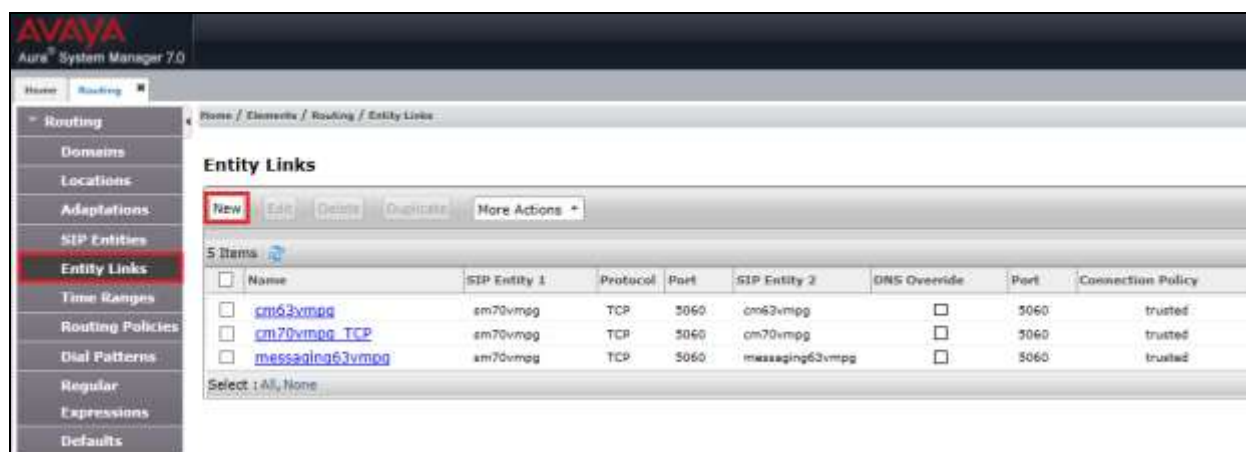 AVAYA
Aura® System Manager 7.0
Home Routing ✖
Routing
Domains
Locations
Adaptations
SIP Entities
Entity Links
Time Ranges
Routing Policies
Dial Patterns
Regular
Expressions
Defaults
Home / Elements / Routing / Entity Links
Entity Links
New Edit Delete Duplicate More Actions
5 Items
Name SIP Entity 1 Protocol Port SIP Entity 2 DNS Override Port Connection Policy
cm63vmpg sm70vmpg TCP 5060 cm63vmpg 5060 trusted
cm70vmpg_TCP sm70vmpg TCP 5060 cm70vmpg 5060 trusted
messaging63vmpg sm70vmpg TCP 5060 messaging63vmpg 5060 trusted
Select : All, None